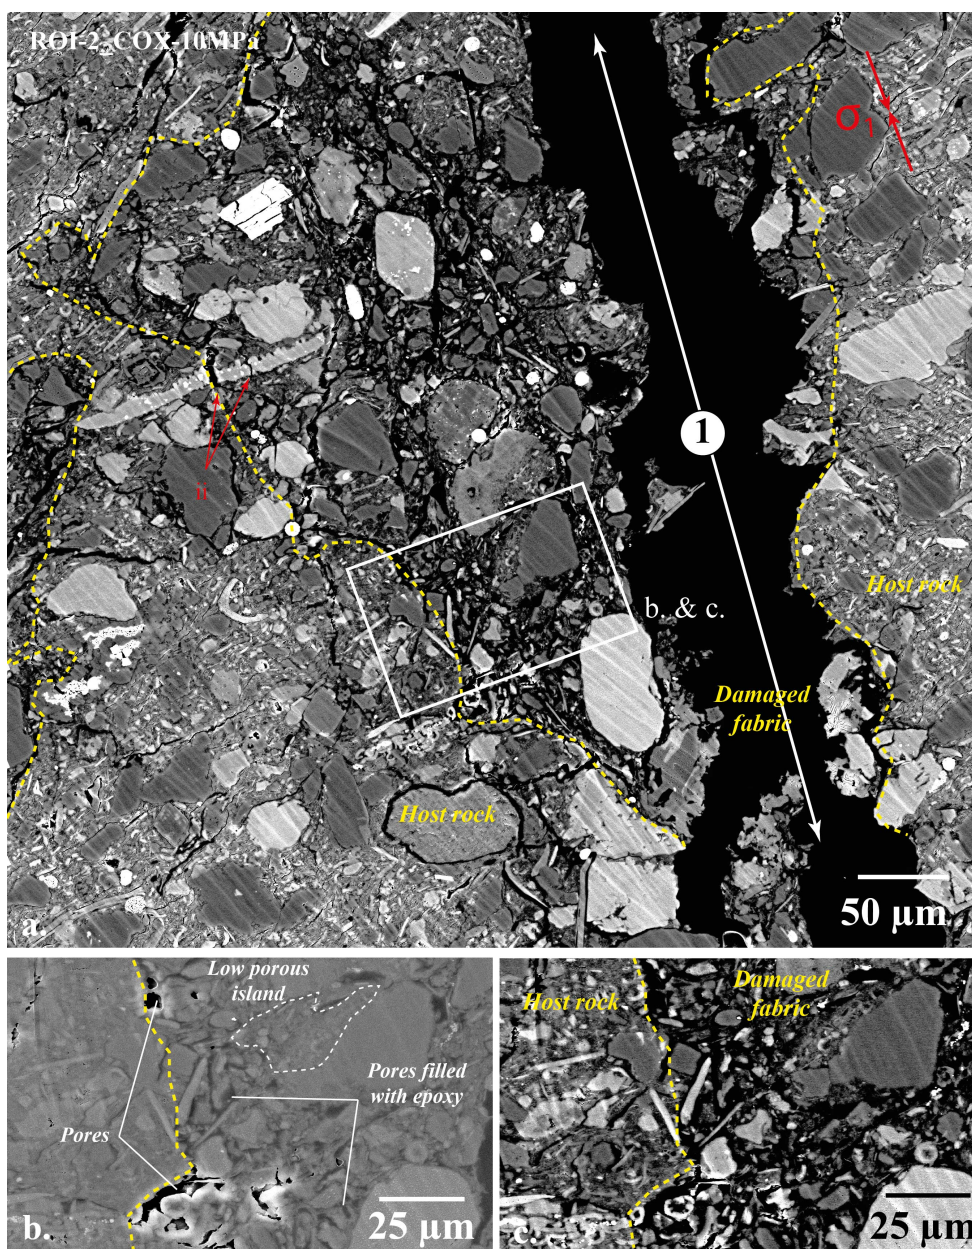 ROI-2_COX-10MPa
σ1
1
ii
b. & c.
Host rock
Damaged
fabric
Host rock
50 µm
a.
Low porous
island
Pores filled
with epoxy
Pores
25 µm
b.
Host rock
Damaged
fabric
25 µm
c.